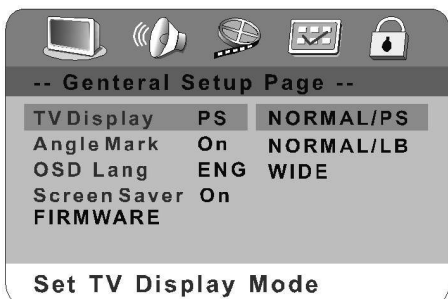 -- Genteral Setup Page --
TV Display PS NORMAL/PS
Angle Mark On NORMAL/LB
OSD Lang ENG WIDE
Screen Saver On
FIRMWARE
Set TV Display Mode